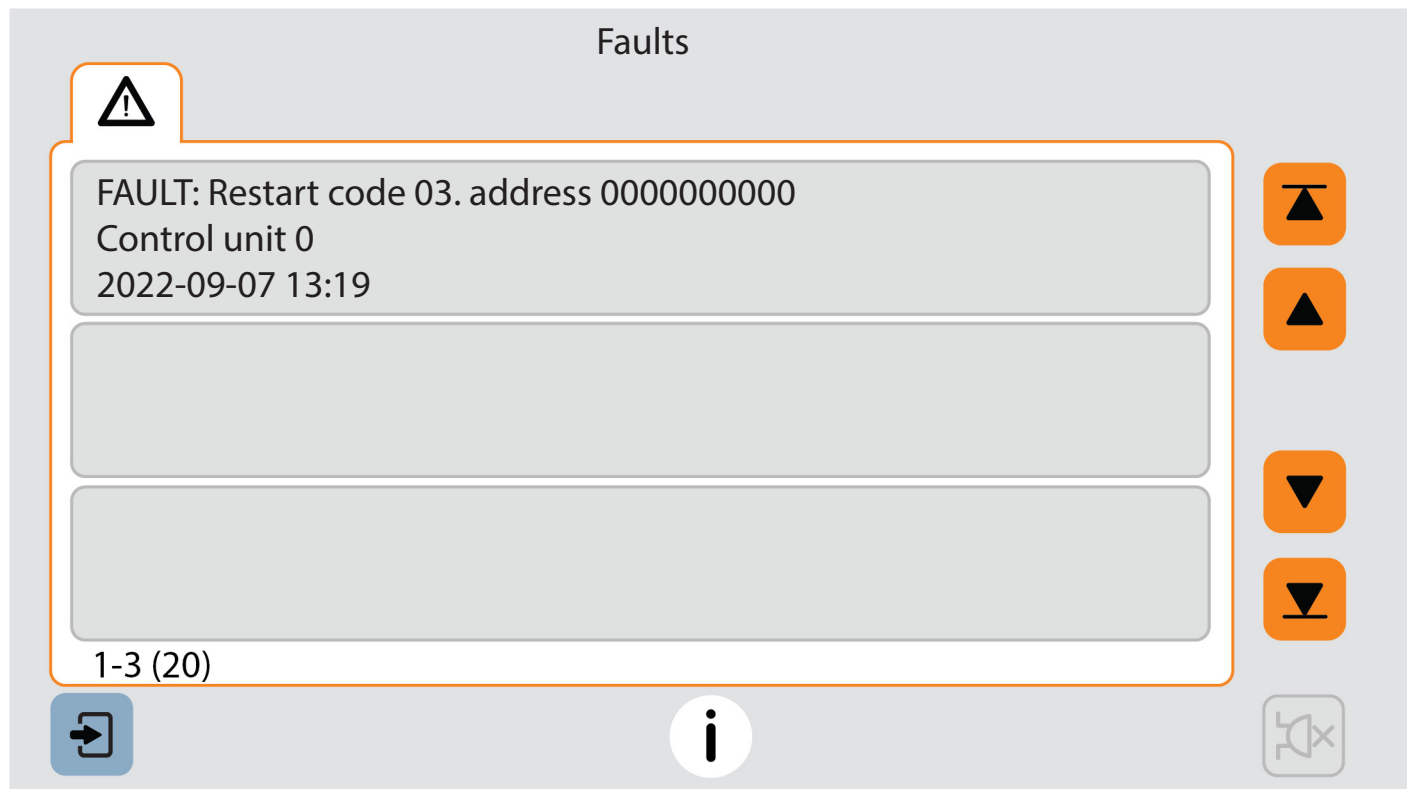 Faults
FAULT: Restart code 03. address 0000000000
Control unit 0
2022-09-07 13:19
1-3 (20)
i